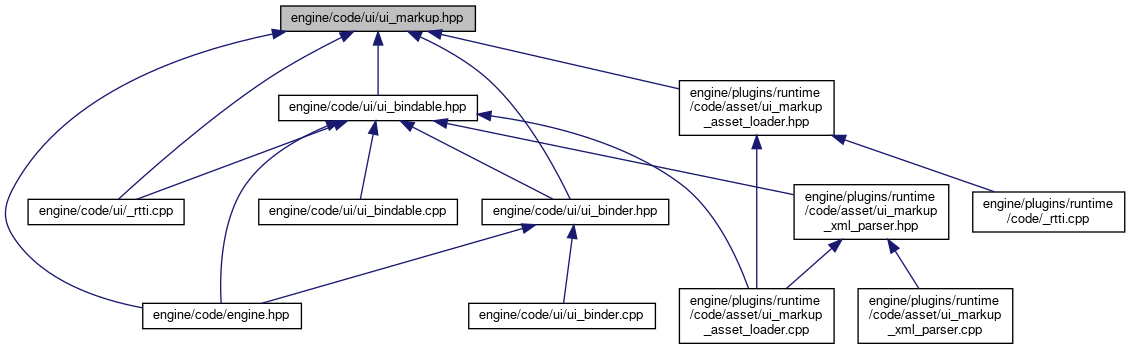 engine/code/ui/ui_markup.hpp
engine/code/ui/ui_bindable.hpp
engine/plugins/runtime
/code/asset/ui_markup
_asset_loader.hpp
engine/code/ui/_rtti.cpp
engine/code/ui/ui_bindable.cpp
engine/code/ui/ui_binder.hpp
engine/plugins/runtime
/code/asset/ui_markup
_xml_parser.hpp
engine/plugins/runtime
/code/_rtti.cpp
engine/code/engine.hpp
engine/code/ui/ui_binder.cpp
engine/plugins/runtime
/code/asset/ui_markup
_asset_loader.cpp
engine/plugins/runtime
/code/asset/ui_markup
_xml_parser.cpp